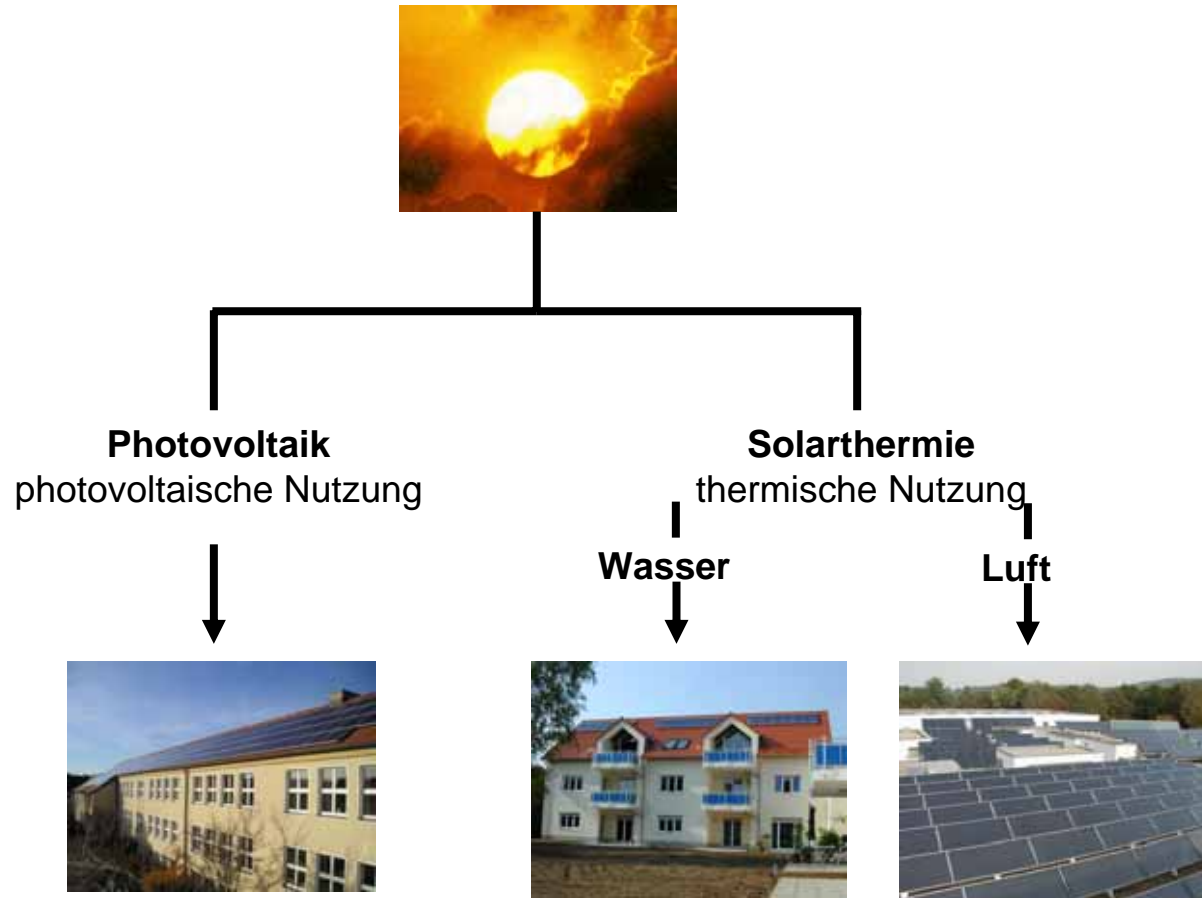 Photovoltaik
photovoltaische Nutzung
Solarthermie
thermische Nutzung
Wasser
Luft